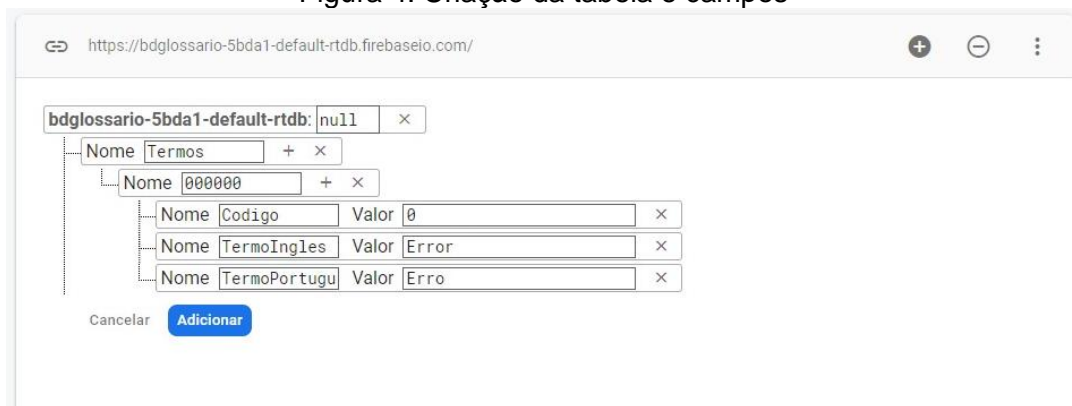 Figura 4: Criação da tabela e campos
https://bdglossario-5bda1-default-rtdb.firebaseio.com/
bdglossario-5bda1-default-rtdb: null
Nome Termos
Nome 000000
Nome Codigo Valor 0
Nome TermoIngles Valor Error
Nome TermoPortugu Valor Erro
Cancelar Adicionar